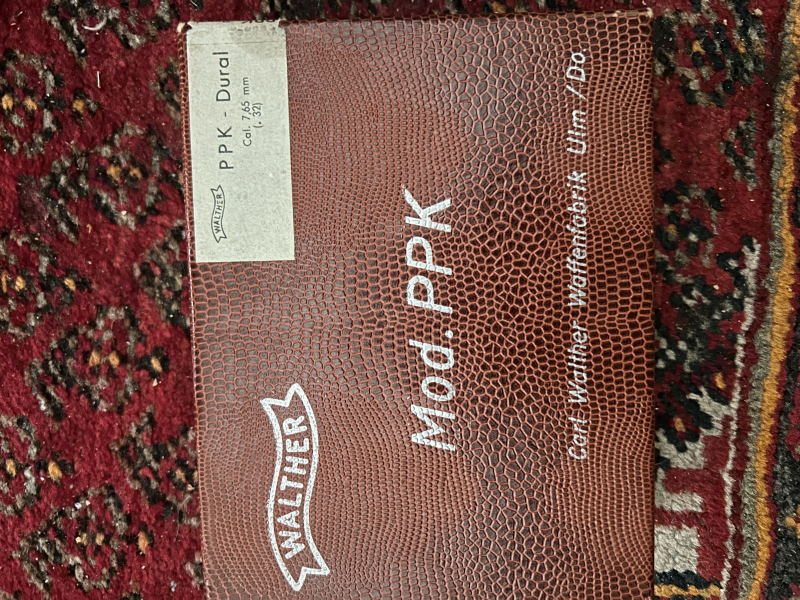 WALTHER
PPK - Dural
Cal. 7,65 mm
(. 32)
WALTHER
Mod. PPK
Carl Walther Waffenfabrik Ulm / Do